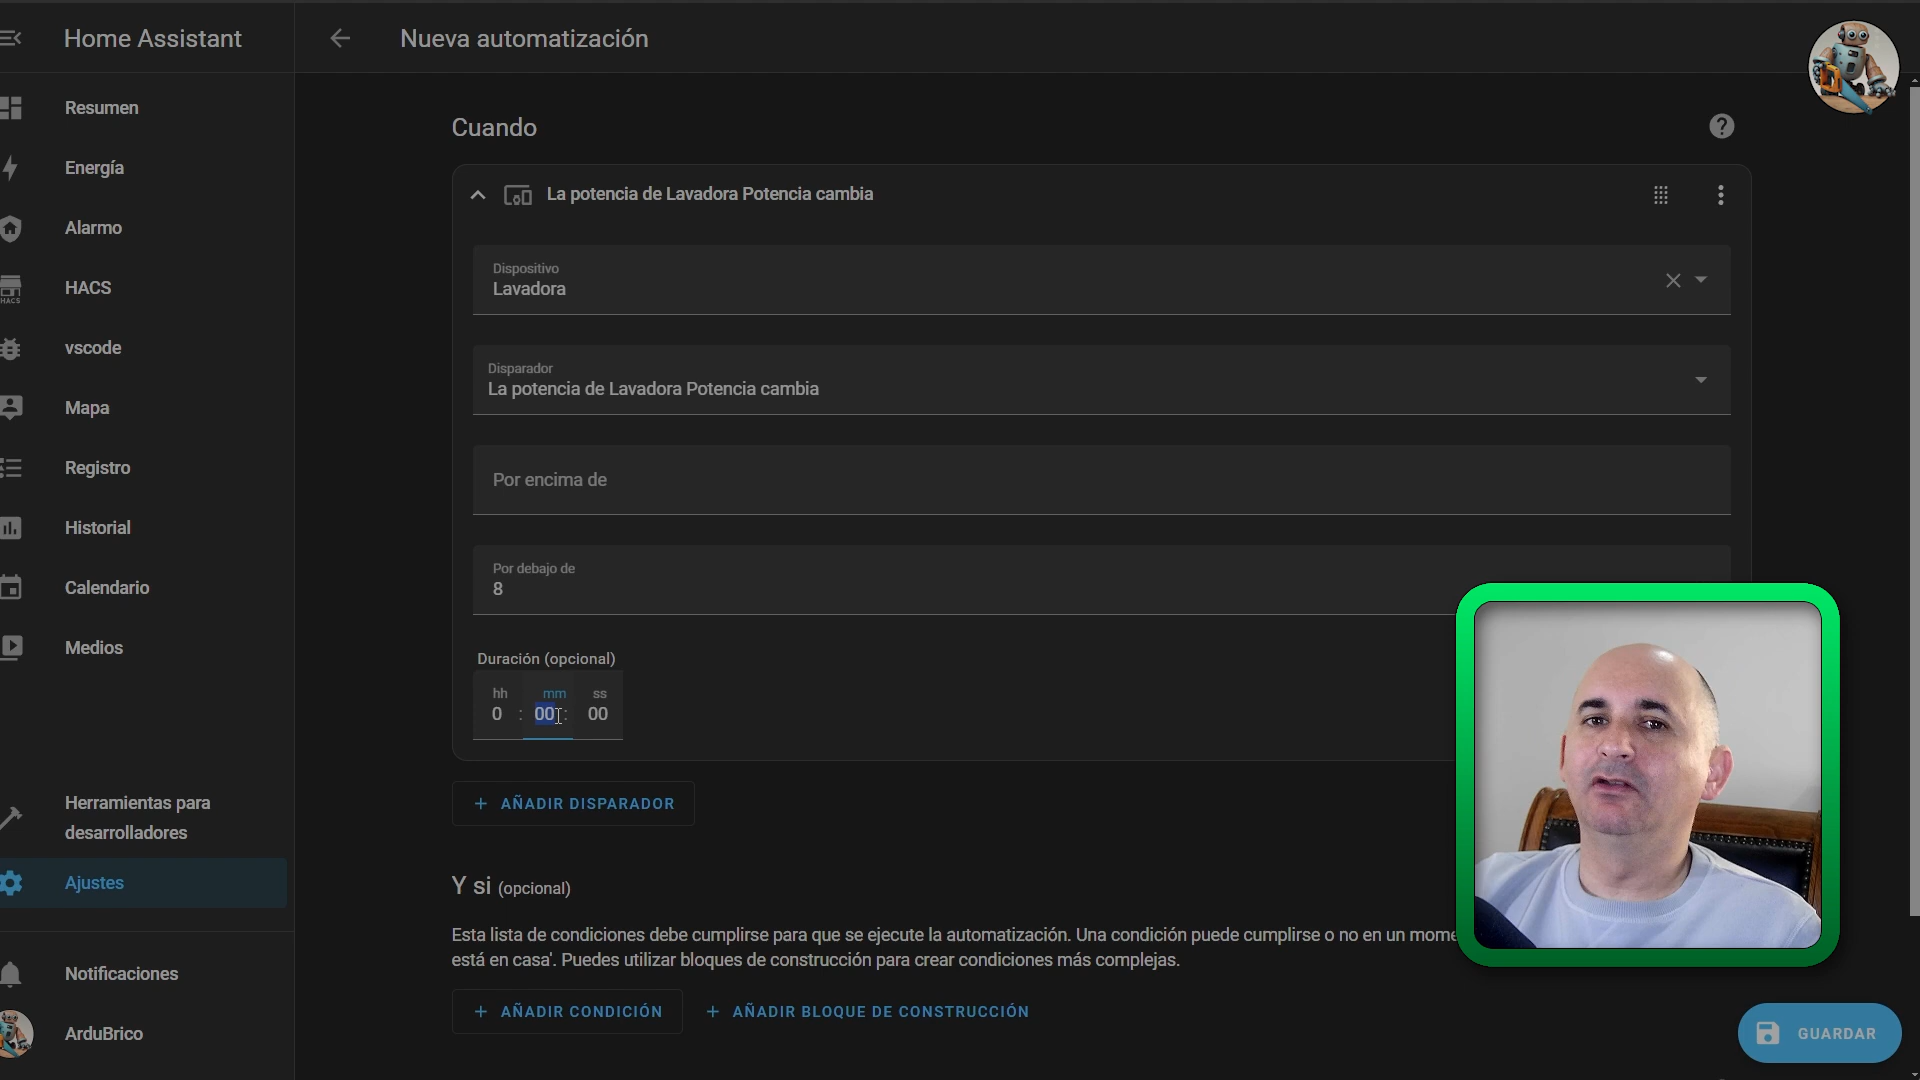 Home Assistant
Nueva automatización
Resumen
Energía
Alarmo
HACS
HACS
vscode
Mapa
Registro
Historial
Calendario
Medios
Herramientas para
desarrolladores
Ajustes
Notificaciones
ArduBrico
Cuando
La potencia de Lavadora Potencia cambia
Dispositivo
Lavadora
Disparador
La potencia de Lavadora Potencia cambia
Por encima de
Por debajo de
8
Duración (opcional)
hh mm ss
0 : 00 : 00
+ AÑADIR DISPARADOR
Y si (opcional)
Esta lista de condiciones debe cumplirse para que se ejecute la automatización. Una condición puede cumplirse o no en un mome
está en casa'. Puedes utilizar bloques de construcción para crear condiciones más complejas.
+ AÑADIR CONDICIÓN + AÑADIR BLOQUE DE CONSTRUCCIÓN
GUARDAR